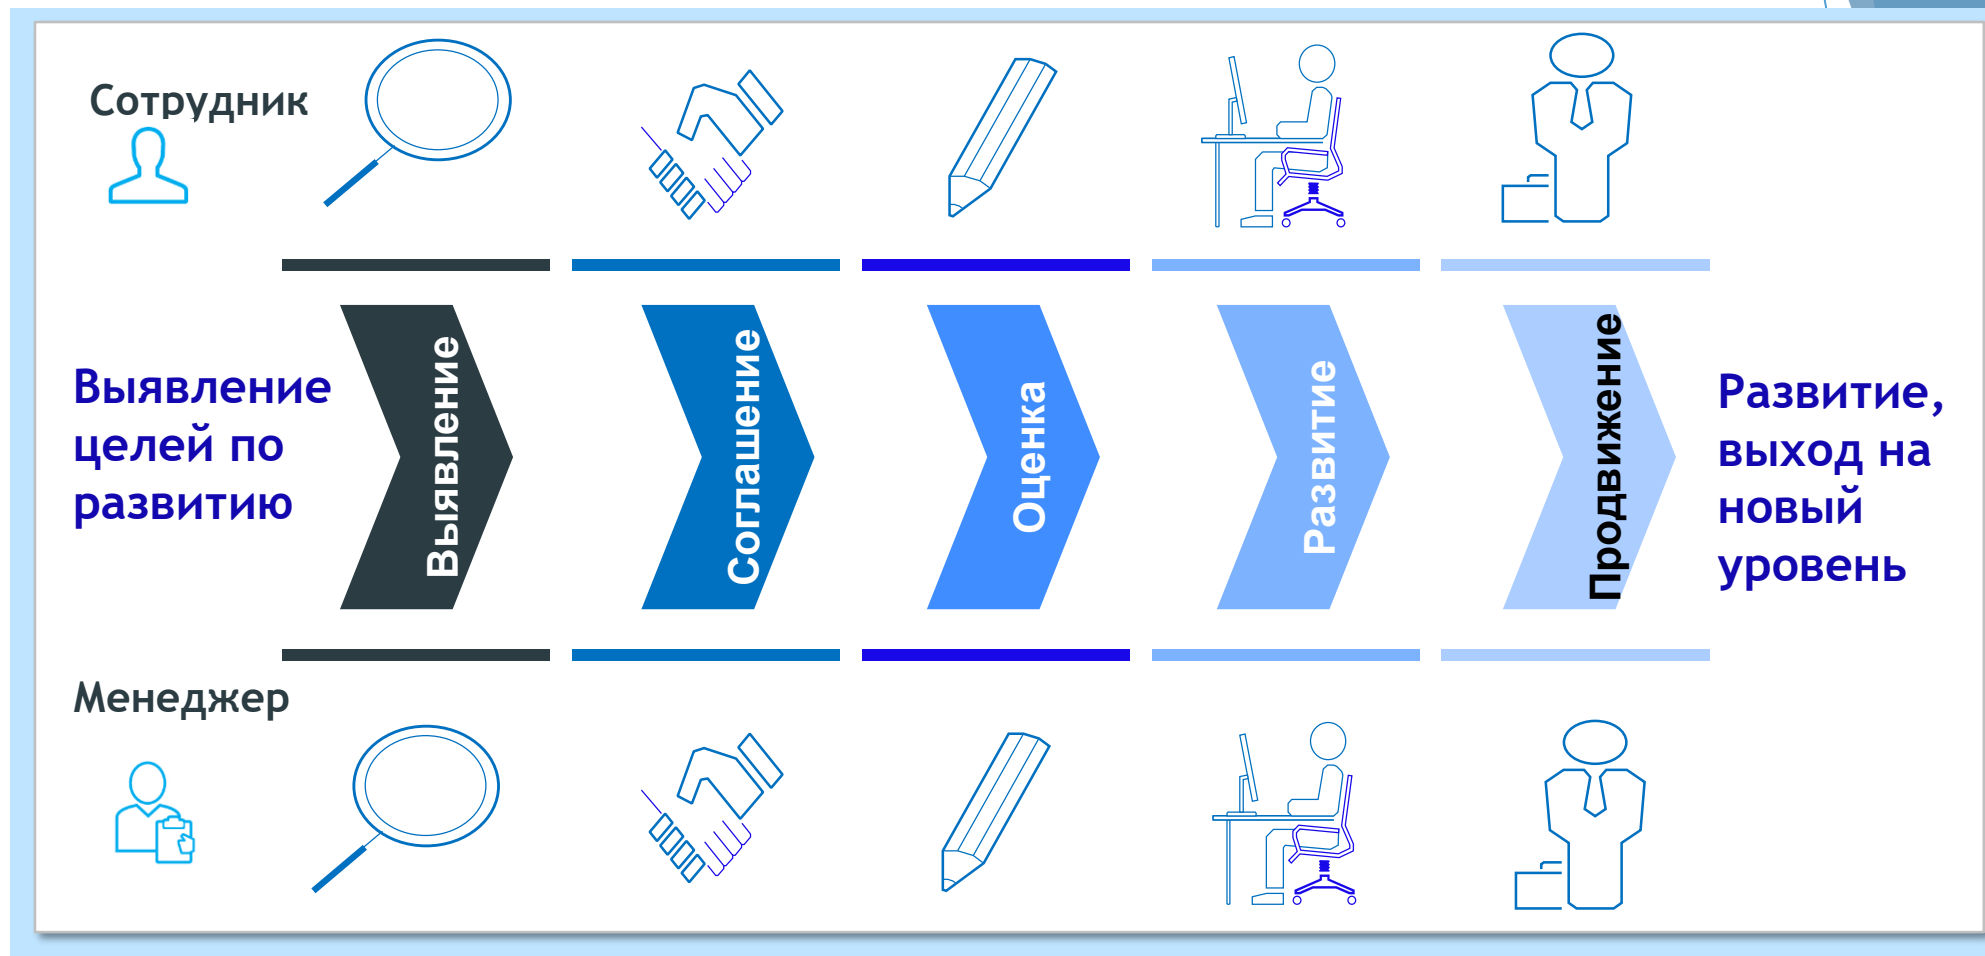 Сотрудник
Выявление
целей по
развитию
Выявление
Соглашение
Оценка
Развитие
Продвижение
Развитие,
выход на
новый
уровень
Менеджер